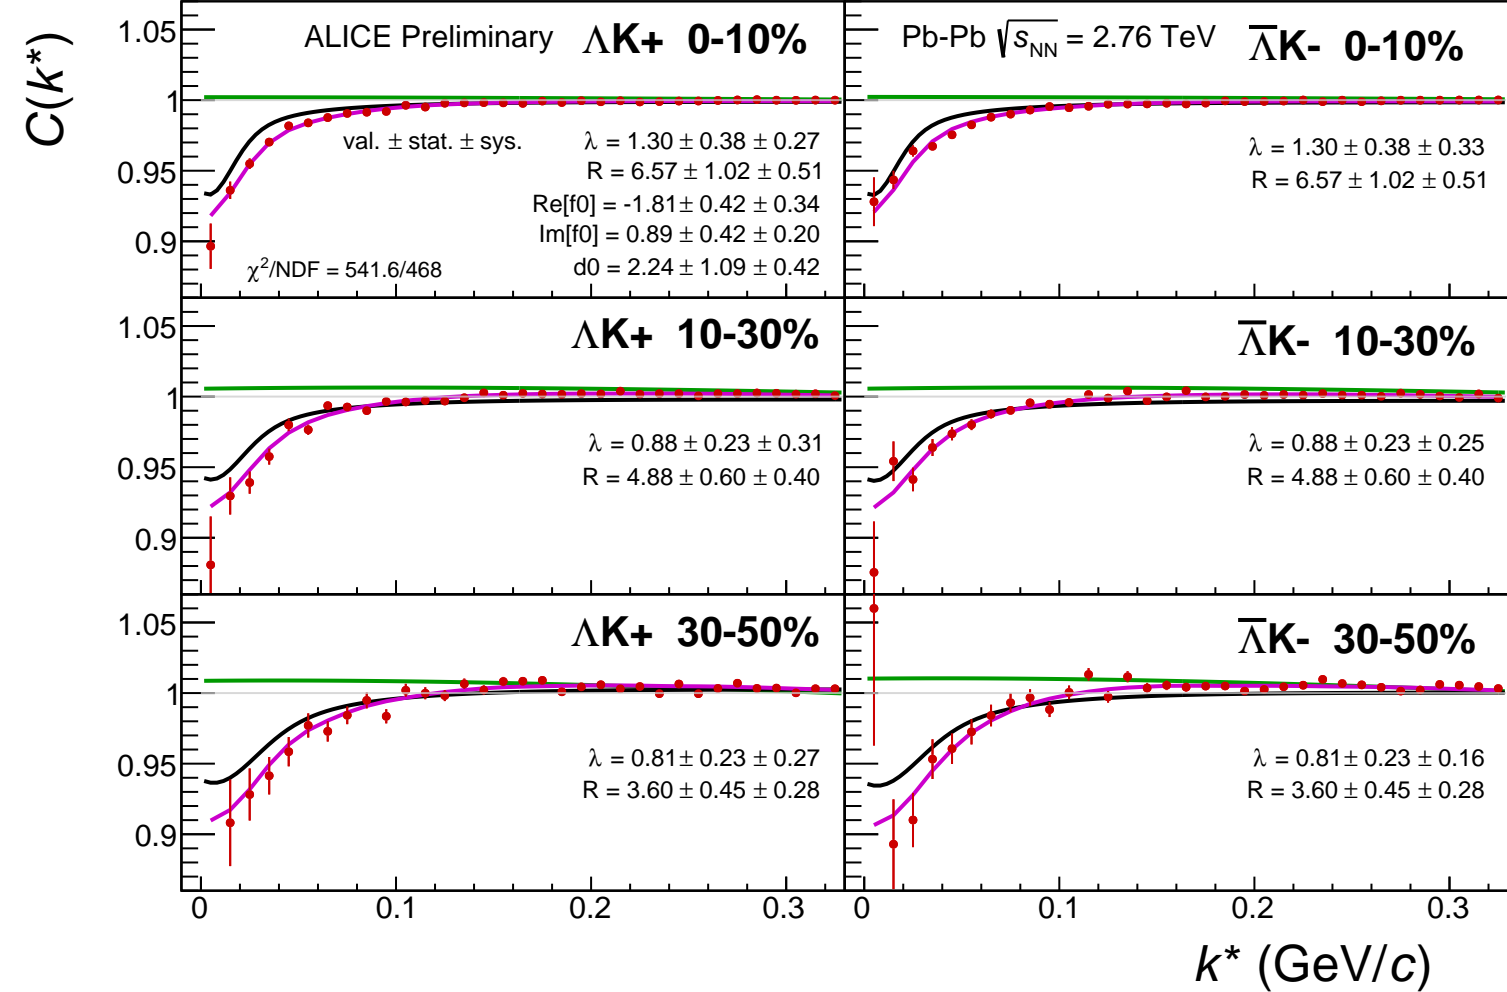 C(k*)
1.05
1
0.95
0.9
ALICE Preliminary ΛK+ 0-10%
val. ± stat. ± sys.
λ = 1.30 ± 0.38 ± 0.27
R = 6.57 ± 1.02 ± 0.51
Re[f0] = -1.81± 0.42 ± 0.34
Im[f0] = 0.89 ± 0.42 ± 0.20
d0 = 2.24 ± 1.09 ± 0.42
χ²/NDF = 541.6/468
Pb-Pb √sNN = 2.76 TeV Λ̅K- 0-10%
λ = 1.30 ± 0.38 ± 0.33
R = 6.57 ± 1.02 ± 0.51
1.05
1
0.95
0.9
ΛK+ 10-30%
λ = 0.88 ± 0.23 ± 0.31
R = 4.88 ± 0.60 ± 0.40
Λ̅K- 10-30%
λ = 0.88 ± 0.23 ± 0.25
R = 4.88 ± 0.60 ± 0.40
1.05
1
0.95
0.9
ΛK+ 30-50%
λ = 0.81± 0.23 ± 0.27
R = 3.60 ± 0.45 ± 0.28
Λ̅K- 30-50%
λ = 0.81± 0.23 ± 0.16
R = 3.60 ± 0.45 ± 0.28
0 0.1 0.2 0.3
0 0.1 0.2 0.3
k* (GeV/c)